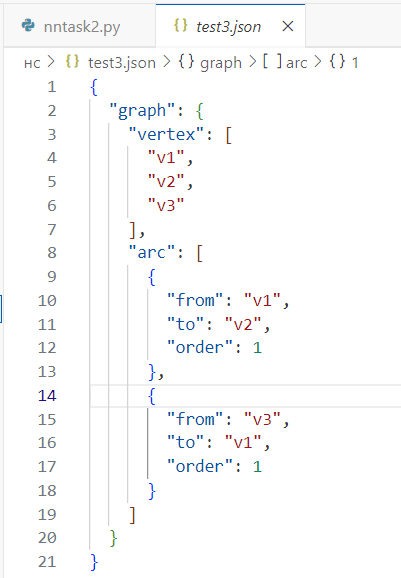 nntask2.py
test3.json
НС > test3.json > {} graph > [ ] arc > {} 1
1 {
2 "graph": {
3 "vertex": [
4 "v1",
5 "v2",
6 "v3"
7 ],
8 "arc": [
9 {
10 "from": "v1",
11 "to": "v2",
12 "order": 1
13 },
14 {
15 "from": "v3",
16 "to": "v1",
17 "order": 1
18 }
19 ]
20 }
21 }